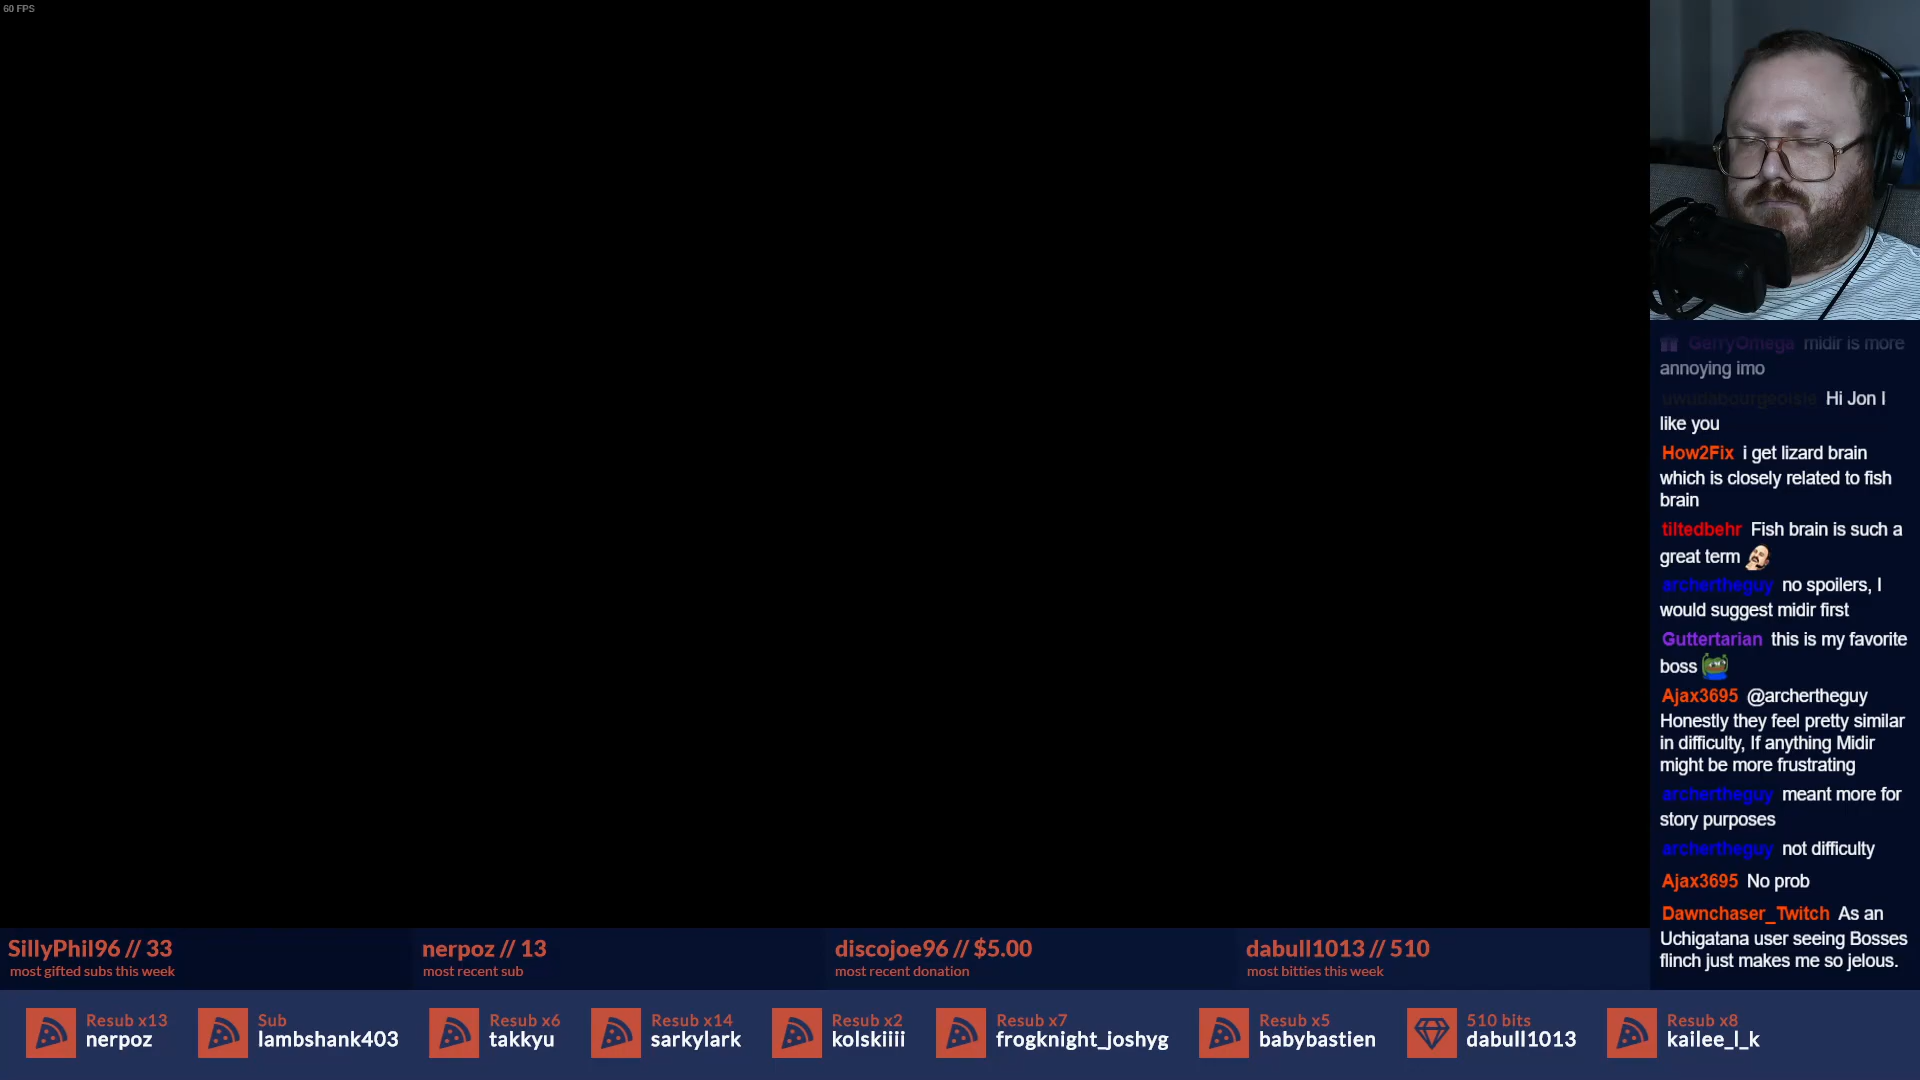 60 FPS
GerryOmega midir is more
annoying imo
uwudabourgeoisie Hi Jon I
like you
How2Fix i get lizard brain
which is closely related to fish
brain
tiltedbehr Fish brain is such a
great term
archertheguy no spoilers, I
would suggest midir first
Guttertarian this is my favorite
boss
Ajax3695 @archertheguy
Honestly they feel pretty similar
in difficulty, If anything Midir
might be more frustrating
archertheguy meant more for
story purposes
archertheguy not difficulty
Ajax3695 No prob
Dawnchaser_Twitch As an
Uchigatana user seeing Bosses
flinch just makes me so jelous.
SillyPhil96 // 33
most gifted subs this week
nerpoz // 13
most recent sub
discojoe96 // $5.00
most recent donation
dabull1013 // 510
most bitties this week
Resub x13
nerpoz
Sub
lambshank403
Resub x6
takkyu
Resub x14
sarkylark
Resub x2
kolskiiii
Resub x7
frogknight_joshyg
Resub x5
babybastien
510 bits
dabull1013
Resub x8
kailee_l_k